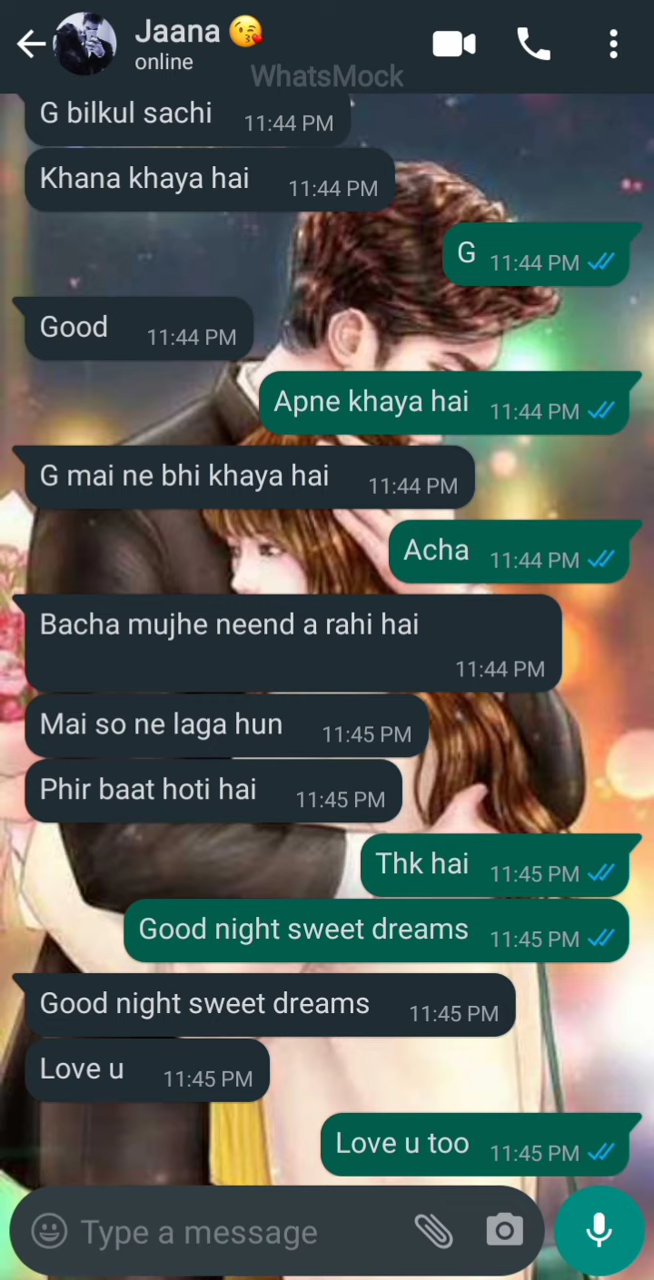 Jaana 😘
online
WhatsMock
G bilkul sachi 11:44 PM
Khana khaya hai 11:44 PM
G 11:44 PM
Good 11:44 PM
Apne khaya hai 11:44 PM
G mai ne bhi khaya hai 11:44 PM
Acha 11:44 PM
Bacha mujhe neend a rahi hai
11:44 PM
Mai so ne laga hun 11:45 PM
Phir baat hoti hai 11:45 PM
Thk hai 11:45 PM
Good night sweet dreams 11:45 PM
Good night sweet dreams 11:45 PM
Love u 11:45 PM
Love u too 11:45 PM
Type a message